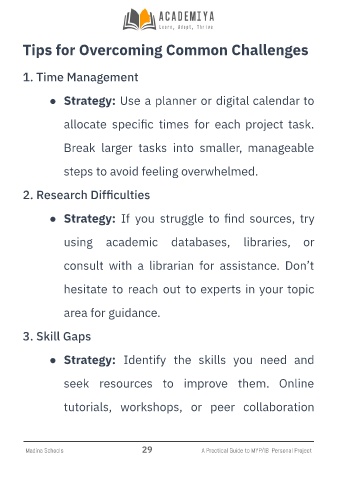 ACADEMIYA
Learn, Adapt, Thrive
Tips for Overcoming Common Challenges
1. Time Management
● Strategy: Use a planner or digital calendar to
allocate specific times for each project task.
Break larger tasks into smaller, manageable
steps to avoid feeling overwhelmed.
2. Research Difficulties
● Strategy: If you struggle to find sources, try
using academic databases, libraries, or
consult with a librarian for assistance. Don’t
hesitate to reach out to experts in your topic
area for guidance.
3. Skill Gaps
● Strategy: Identify the skills you need and
seek resources to improve them. Online
tutorials, workshops, or peer collaboration
Madina Schools 29 A Practical Guide to MYP/IB Personal Project